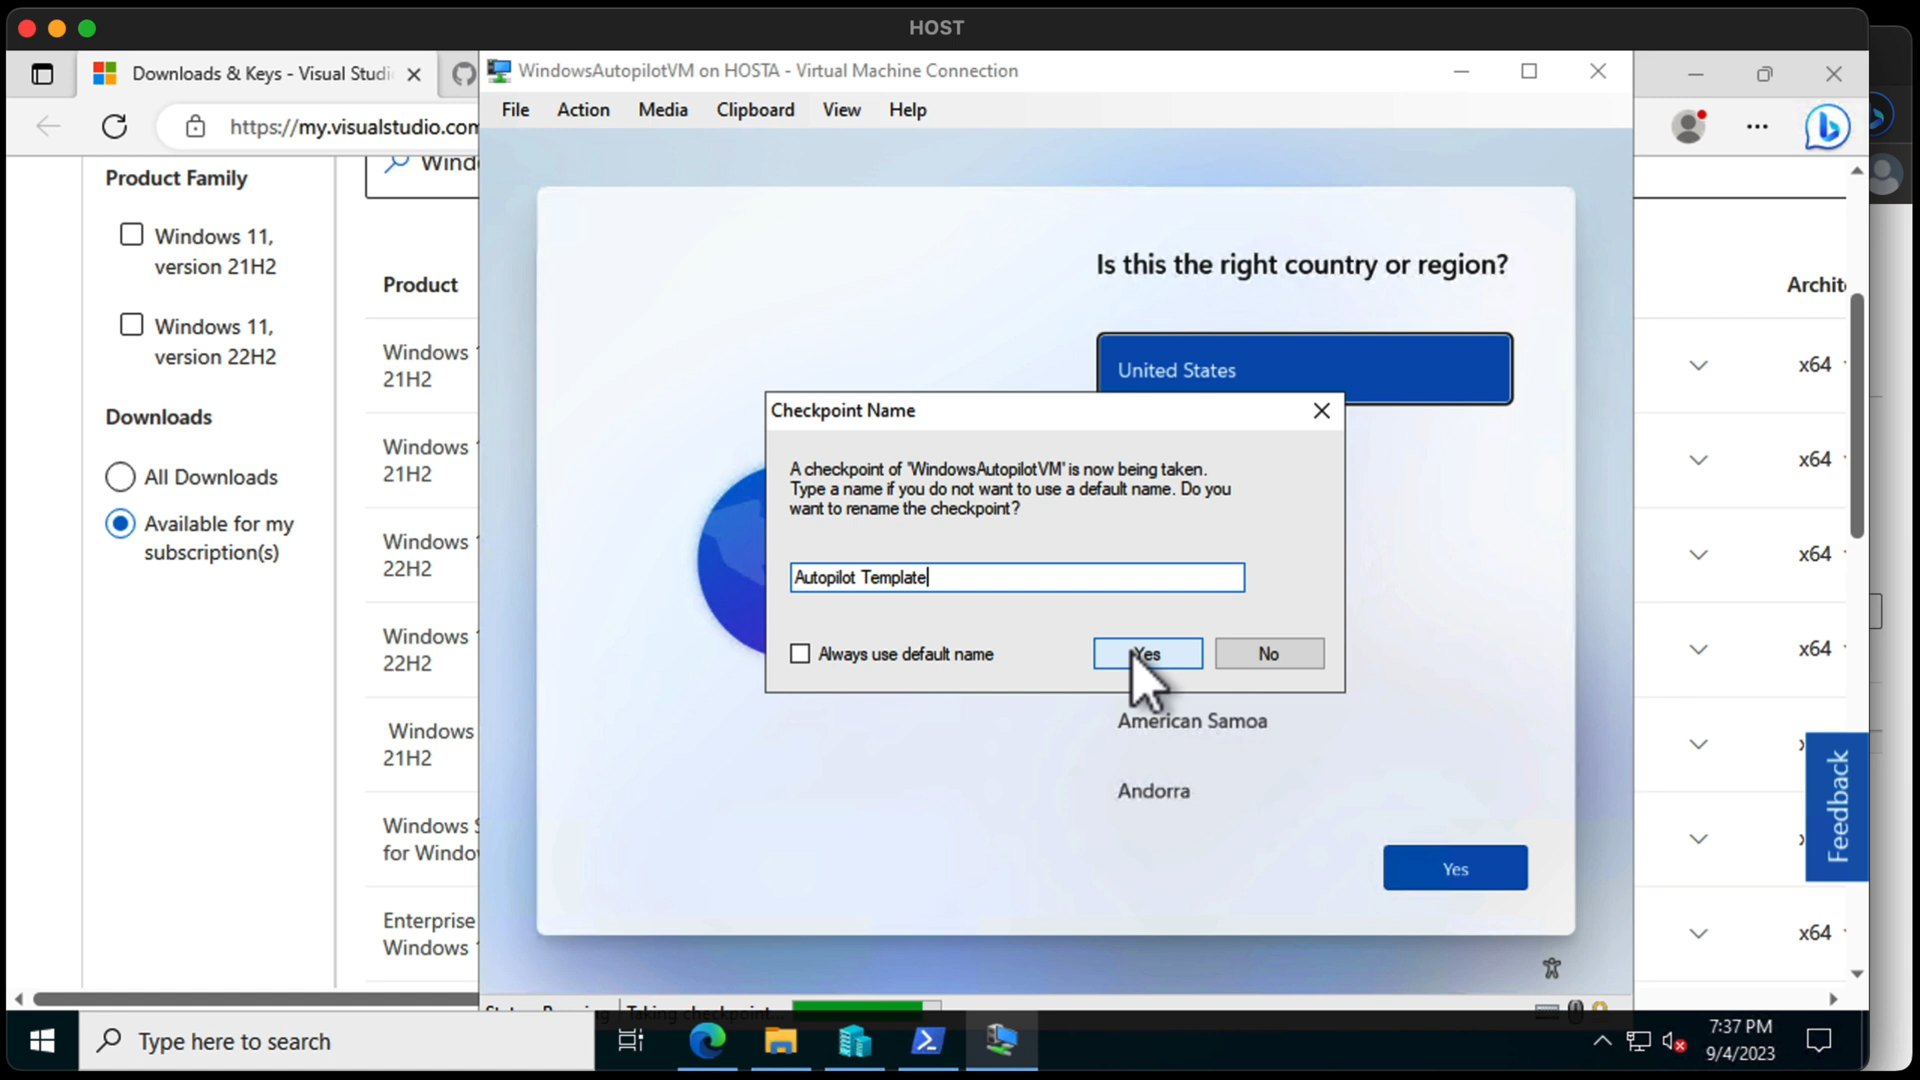 HOST
Downloads & Keys - Visual Studi
WindowsAutopilotVM on HOSTA - Virtual Machine Connection
https://my.visualstudio.com
File Action Media Clipboard View Help
Product Family
Windows 11,
version 21H2
Windows 11,
version 22H2
Downloads
All Downloads
Available for my
subscription(s)
Wind
Product
Windows
21H2
Windows
21H2
Windows
22H2
Windows
22H2
Windows
21H2
Windows S
for Windo
Enterprise
Windows
Is this the right country or region?
United States
Checkpoint Name
A checkpoint of 'WindowsAutopilotVM' is now being taken.
Type a name if you do not want to use a default name. Do you
want to rename the checkpoint?
Autopilot Template
Always use default name
Yes
No
American Samoa
Andorra
Yes
Archit
x64
x64
x64
x64
x64
Feedback
Taking checkpoint...
Type here to search
7:37 PM
9/4/2023